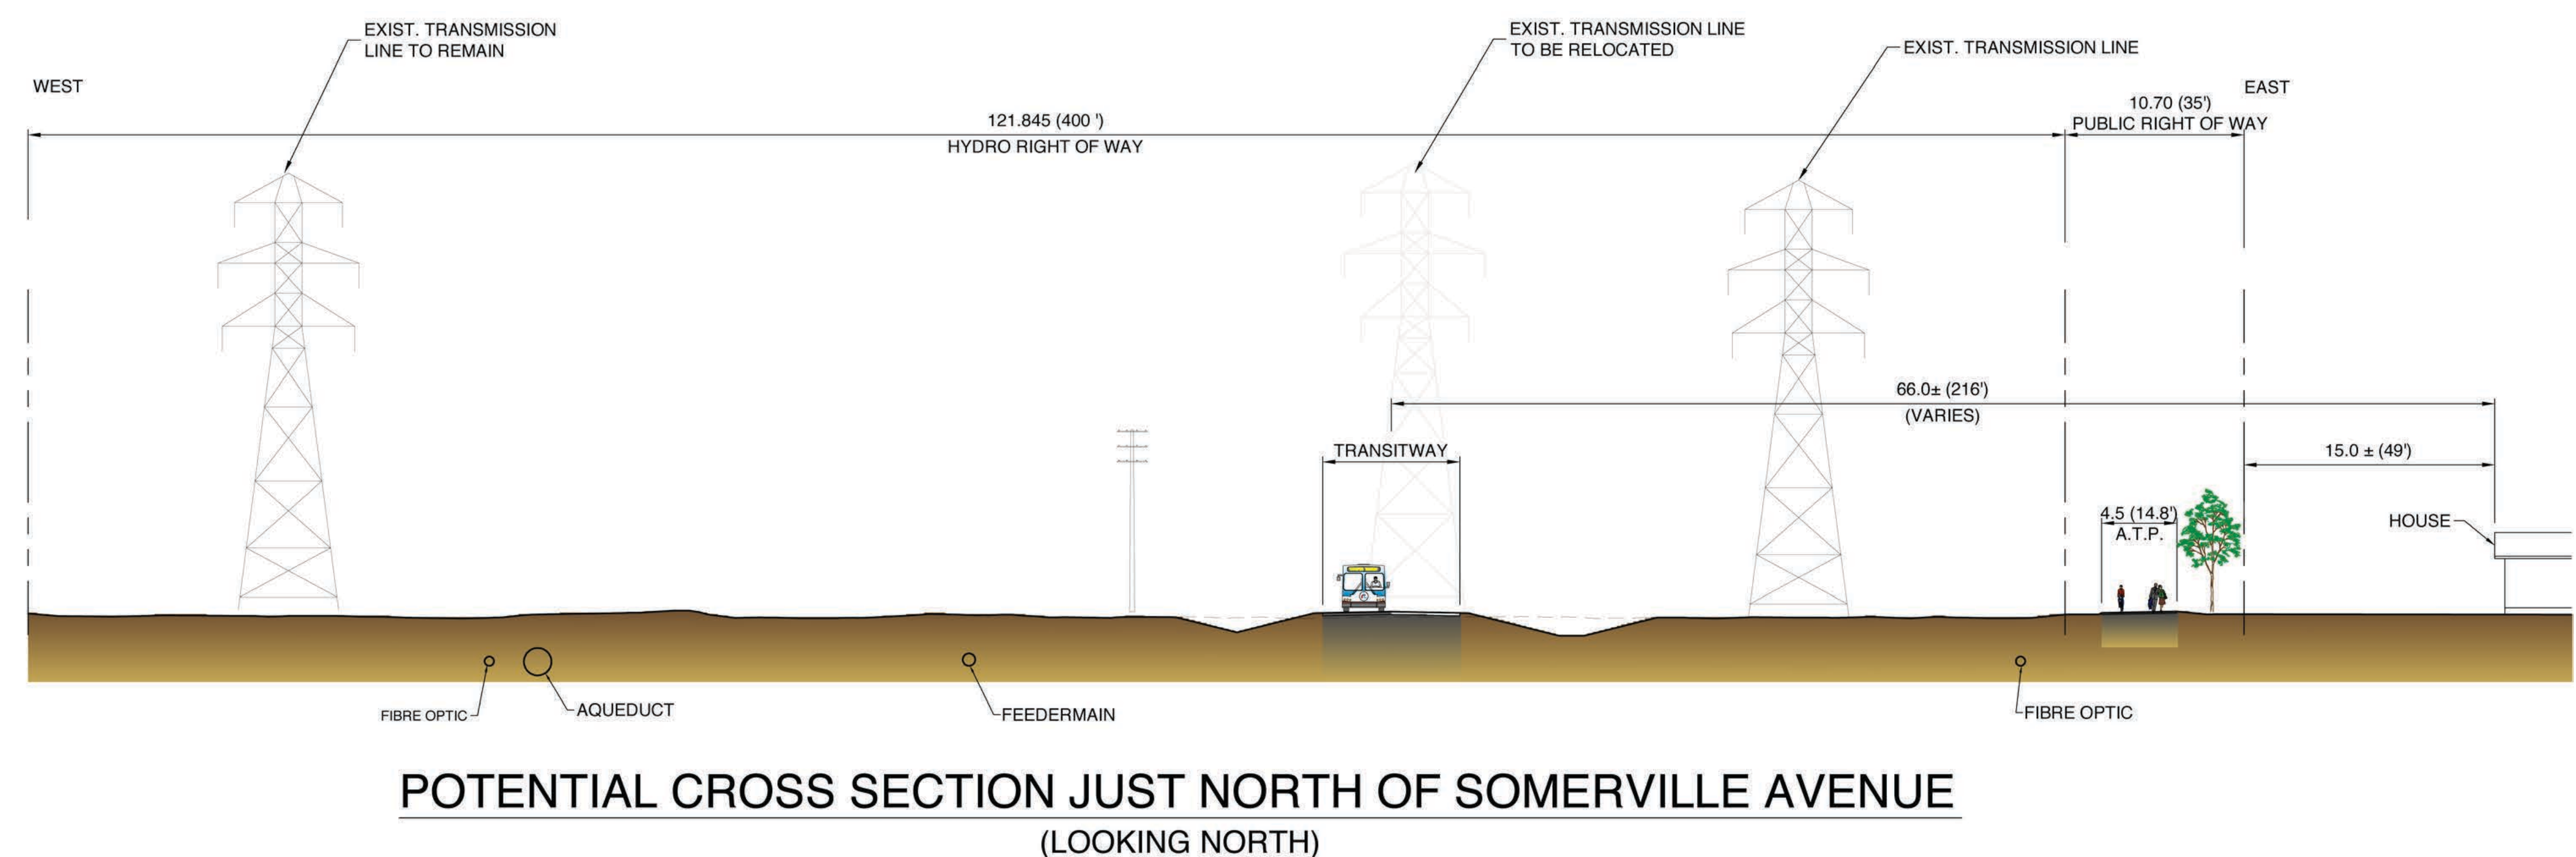 EXIST. TRANSMISSION
LINE TO REMAIN
EXIST. TRANSMISSION LINE
TO BE RELOCATED
EXIST. TRANSMISSION LINE
WEST
EAST
121.845 (400 ')
HYDRO RIGHT OF WAY
10.70 (35')
PUBLIC RIGHT OF WAY
66.0± (216')
(VARIES)
TRANSITWAY
15.0 ± (49')
4.5 (14.8')
A.T.P.
HOUSE
FIBRE OPTIC
AQUEDUCT
FEEDERMAIN
FIBRE OPTIC
POTENTIAL CROSS SECTION JUST NORTH OF SOMERVILLE AVENUE
(LOOKING NORTH)